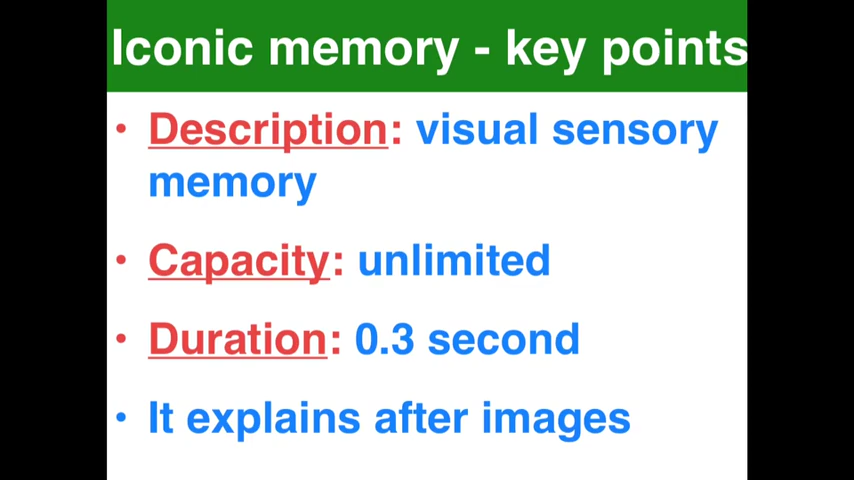 Iconic memory - key points
• Description: visual sensory
memory
• Capacity: unlimited
• Duration: 0.3 second
• It explains after images